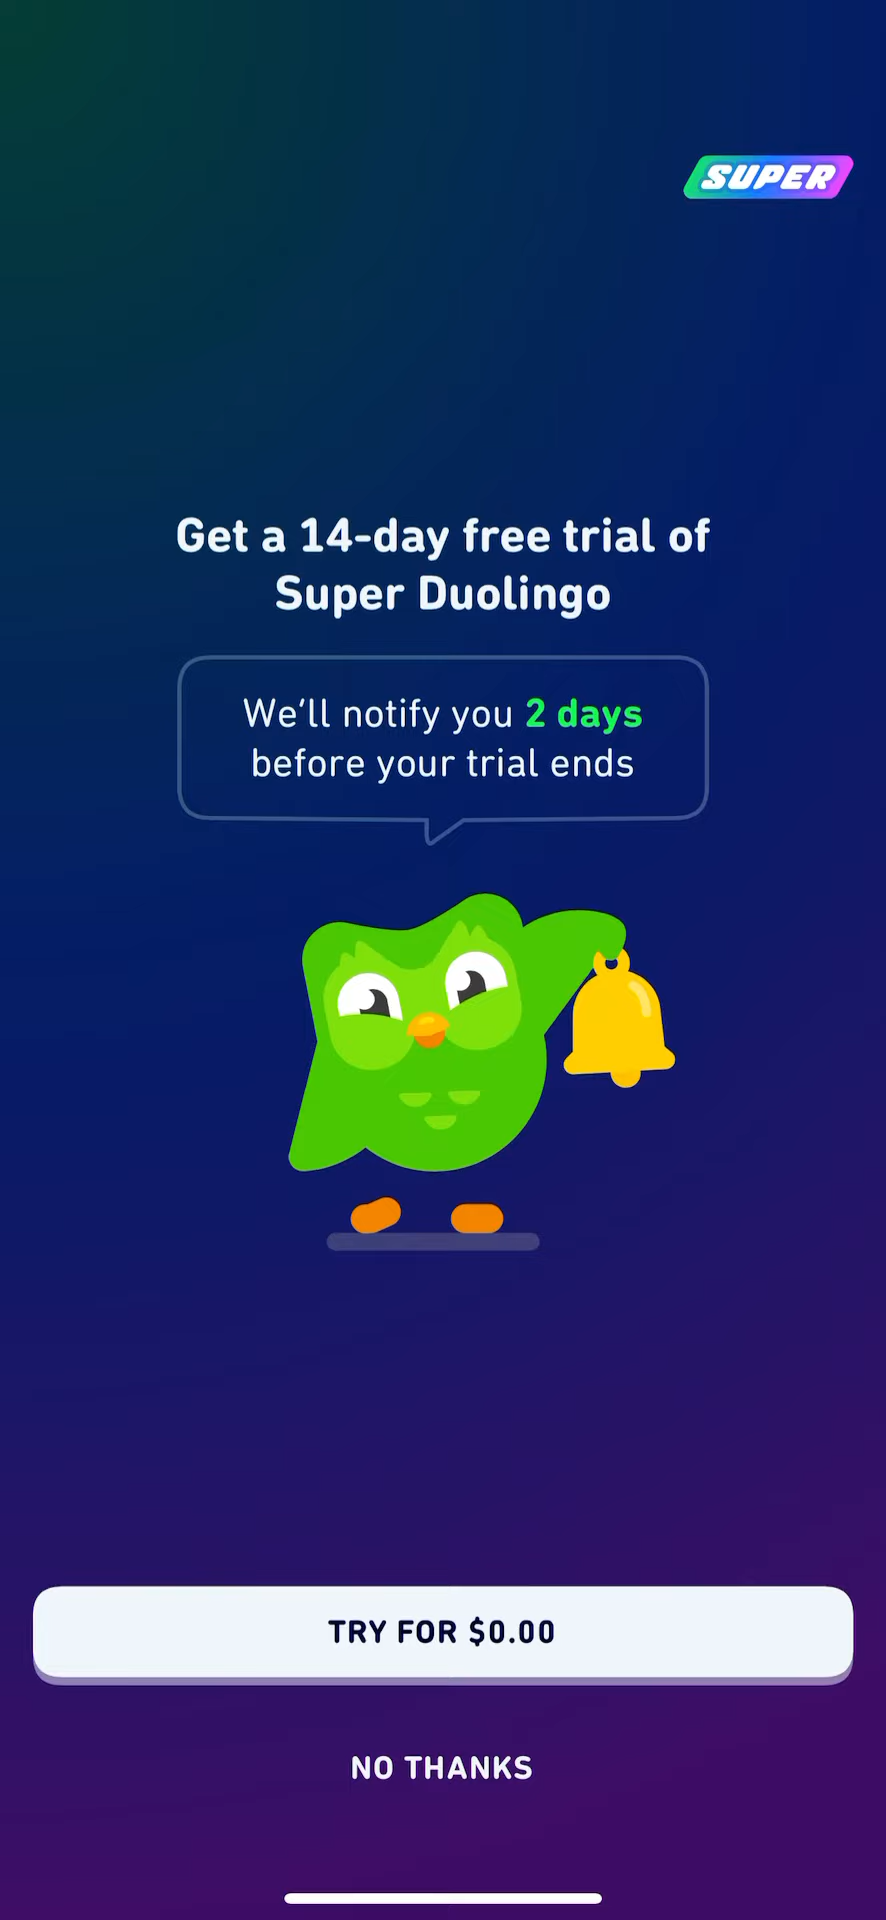 SUPER
Get a 14-day free trial of
Super Duolingo
We’ll notify you 2 days
before your trial ends
TRY FOR $0.00
NO THANKS